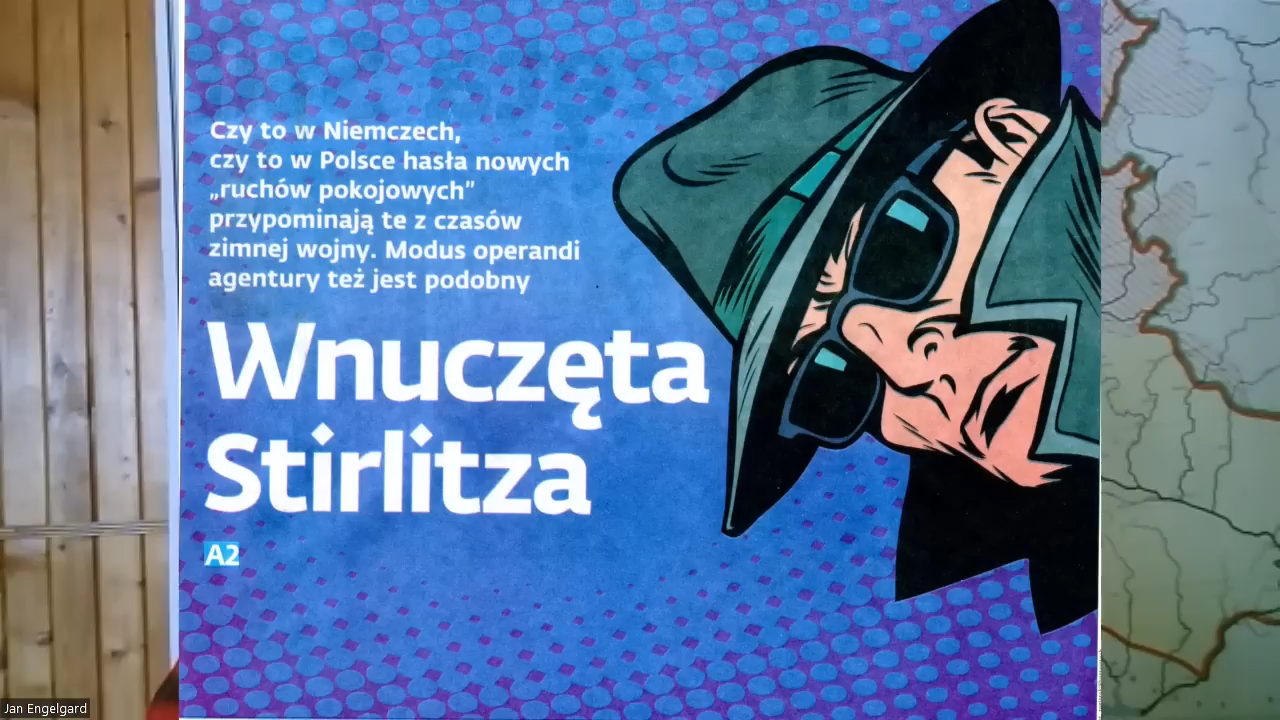 Czy to w Niemczech,
czy to w Polsce hasła nowych
„ruchów pokojowych”
przypominają te z czasów
zimnej wojny. Modus operandi
agentury też jest podobny
Wnuczęta
Stirlitza
A2
Jan Engelgard